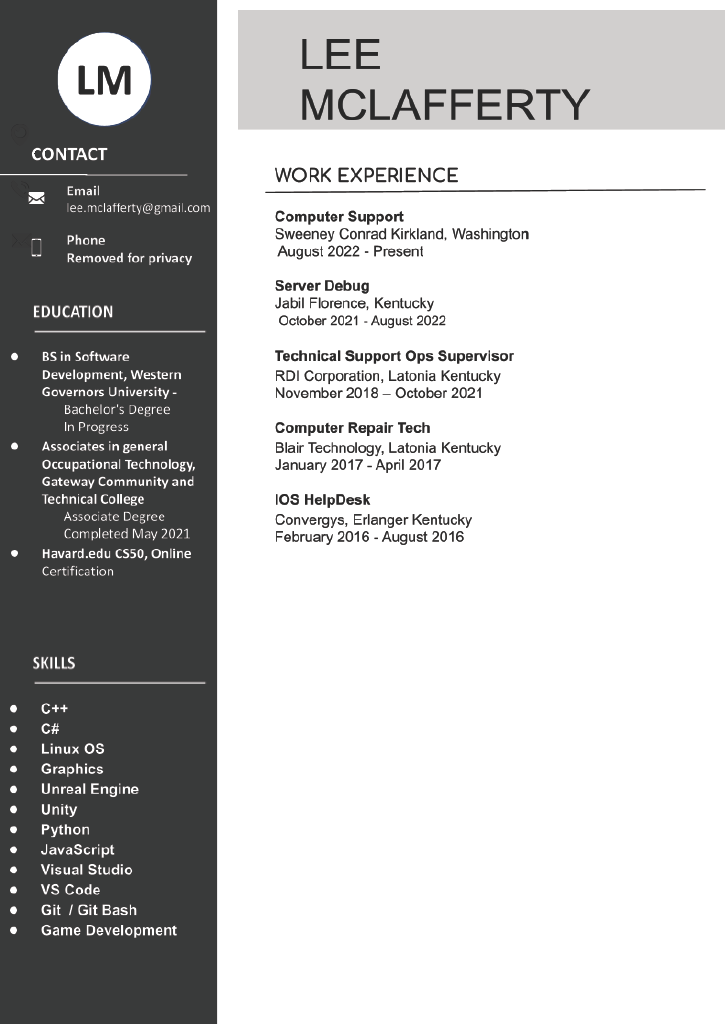 LM
CONTACT
Email
lee.mclafferty@gmail.com
Phone
Removed for privacy
EDUCATION
BS in Software
Development, Western
Governors University -
Bachelor's Degree
In Progress
Associates in general
Occupational Technology,
Gateway Community and
Technical College
Associate Degree
Completed May 2021
Havard.edu CS50, Online
Certification
SKILLS
C++
C#
Linux OS
Graphics
Unreal Engine
Unity
Python
JavaScript
Visual Studio
VS Code
Git / Git Bash
Game Development
LEE
MCLAFFERTY
WORK EXPERIENCE
Computer Support
Sweeney Conrad Kirkland, Washington
August 2022 - Present
Server Debug
Jabil Florence, Kentucky
October 2021 - August 2022
Technical Support Ops Supervisor
RDI Corporation, Latonia Kentucky
November 2018 – October 2021
Computer Repair Tech
Blair Technology, Latonia Kentucky
January 2017 - April 2017
IOS HelpDesk
Convergys, Erlanger Kentucky
February 2016 - August 2016